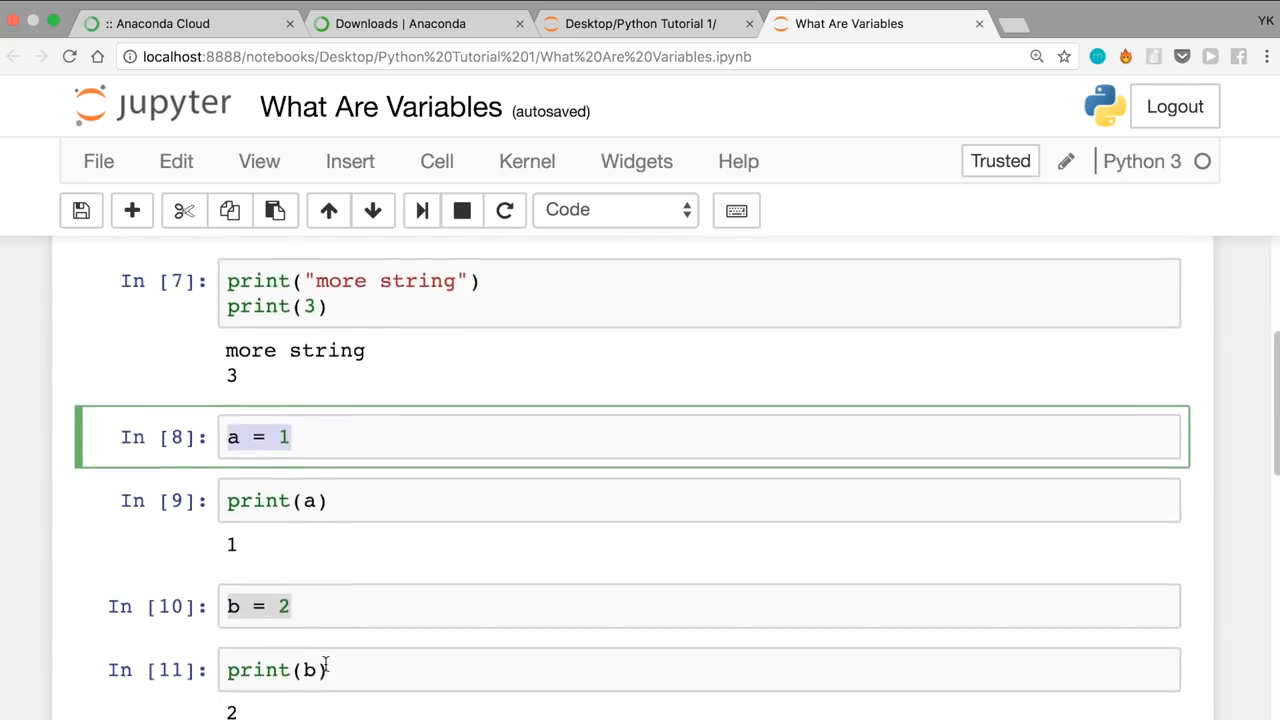 :: Anaconda Cloud × Downloads | Anaconda × Desktop/Python Tutorial 1/ × What Are Variables × YK
localhost:8888/notebooks/Desktop/Python%20Tutorial%201/What%20Are%20Variables.ipynb
jupyter What Are Variables (autosaved) Logout
File Edit View Insert Cell Kernel Widgets Help Trusted Python 3
Code
In [7]: print("more string")
print(3)
more string
3
In [8]: a = 1
In [9]: print(a)
1
In [10]: b = 2
In [11]: print(b)
2